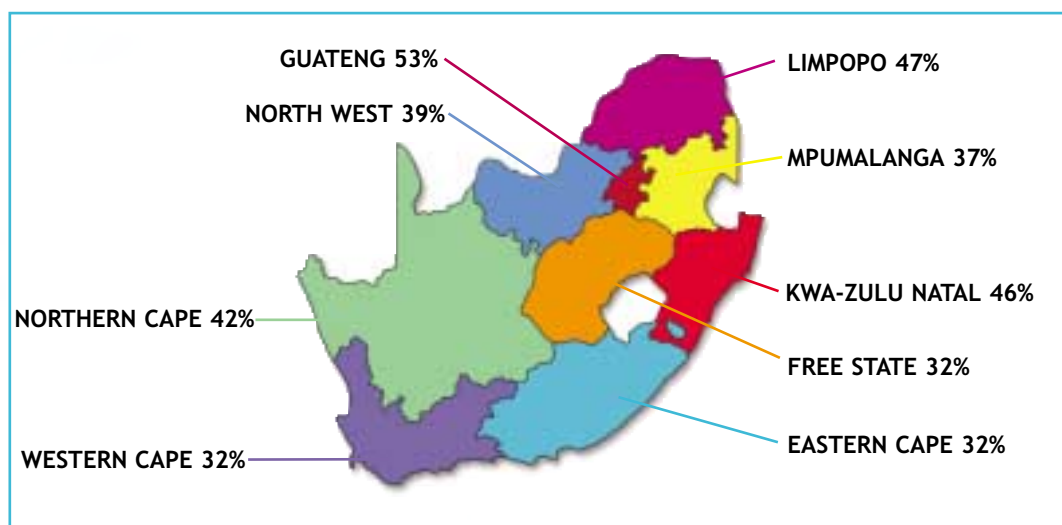 GUATENG 53%
LIMPOPO 47%
NORTH WEST 39%
MPUMALANGA 37%
KWA-ZULU NATAL 46%
NORTHERN CAPE 42%
FREE STATE 32%
EASTERN CAPE 32%
WESTERN CAPE 32%